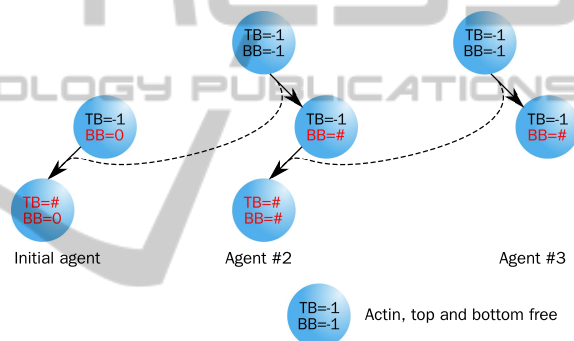 TB=-1
BB=-1
TB=-1
BB=-1
OLOGY PUBLICATIONS
TB=-1
BB=0
TB=-1
BB=#
TB=-1
BB=#
TB=#
BB=0
TB=#
BB=#
Initial agent
Agent #2
Agent #3
TB=-1
BB=-1
Actin, top and bottom free